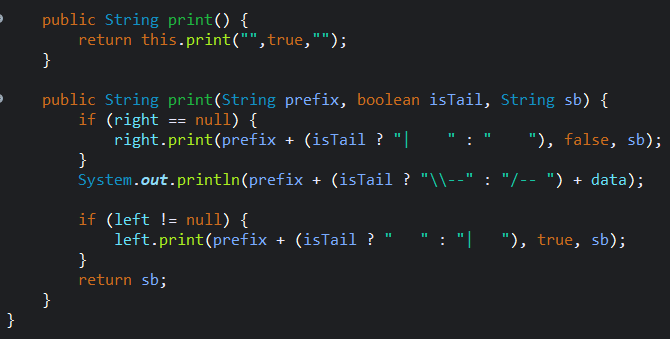 public String print() {
return this.print("",true,"");
}
public String print(String prefix, boolean isTail, String sb) {
if (right == null) {
right.print(prefix + (isTail ? "|    " : "    "), false, sb);
}
System.out.println(prefix + (isTail ? "\\--" : "/-- ") + data);
if (left != null) {
left.print(prefix + (isTail ? "   " : "|   "), true, sb);
}
return sb;
}
}